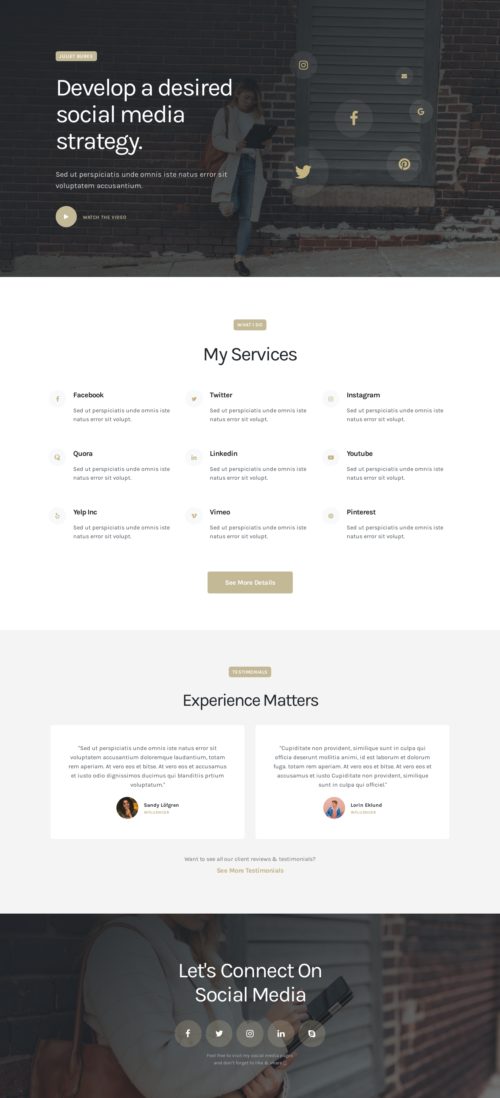 JULIET BURKE
Develop a desired
social media
strategy.
Sed ut perspiciatis unde omnis iste natus error sit
voluptatem accusantium.
WATCH THE VIDEO
WHAT I DO
My Services
Facebook
Sed ut perspiciatis unde omnis iste
natus error sit volupt.
Twitter
Sed ut perspiciatis unde omnis iste
natus error sit volupt.
Instagram
Sed ut perspiciatis unde omnis iste
natus error sit volupt.
Quora
Sed ut perspiciatis unde omnis iste
natus error sit volupt.
Linkedin
Sed ut perspiciatis unde omnis iste
natus error sit volupt.
Youtube
Sed ut perspiciatis unde omnis iste
natus error sit volupt.
Yelp Inc
Sed ut perspiciatis unde omnis iste
natus error sit volupt.
Vimeo
Sed ut perspiciatis unde omnis iste
natus error sit volupt.
Pinterest
Sed ut perspiciatis unde omnis iste
natus error sit volupt.
See More Details
TESTIMONIALS
Experience Matters
"Sed ut perspiciatis unde omnis iste natus error sit
voluptatem accusantium doloremque laudantium, totam
rem aperiam. At vero eos et bitse. At vero eos et accusamus
et iusto odio dignissimos ducimus qui blanditiis prtium
voluptatum."
Sandy Löfgren
INFLUENCER
"Cupiditate non provident, similique sunt in culpa qui
officia deserunt mollitia animi, id est laborum et dolorum
fuga. totam rem aperiam. At vero eos et bitse. At vero eos et
accusamus et iusto Cupiditate non provident, similique
sunt in culpa qui officiel"
Lorin Eklund
INFLUENCER
Want to see all our client reviews & testimonials?
See More Testimonials
Let's Connect On
Social Media
Feel free to visit my social media pages
and don't forget to like & share